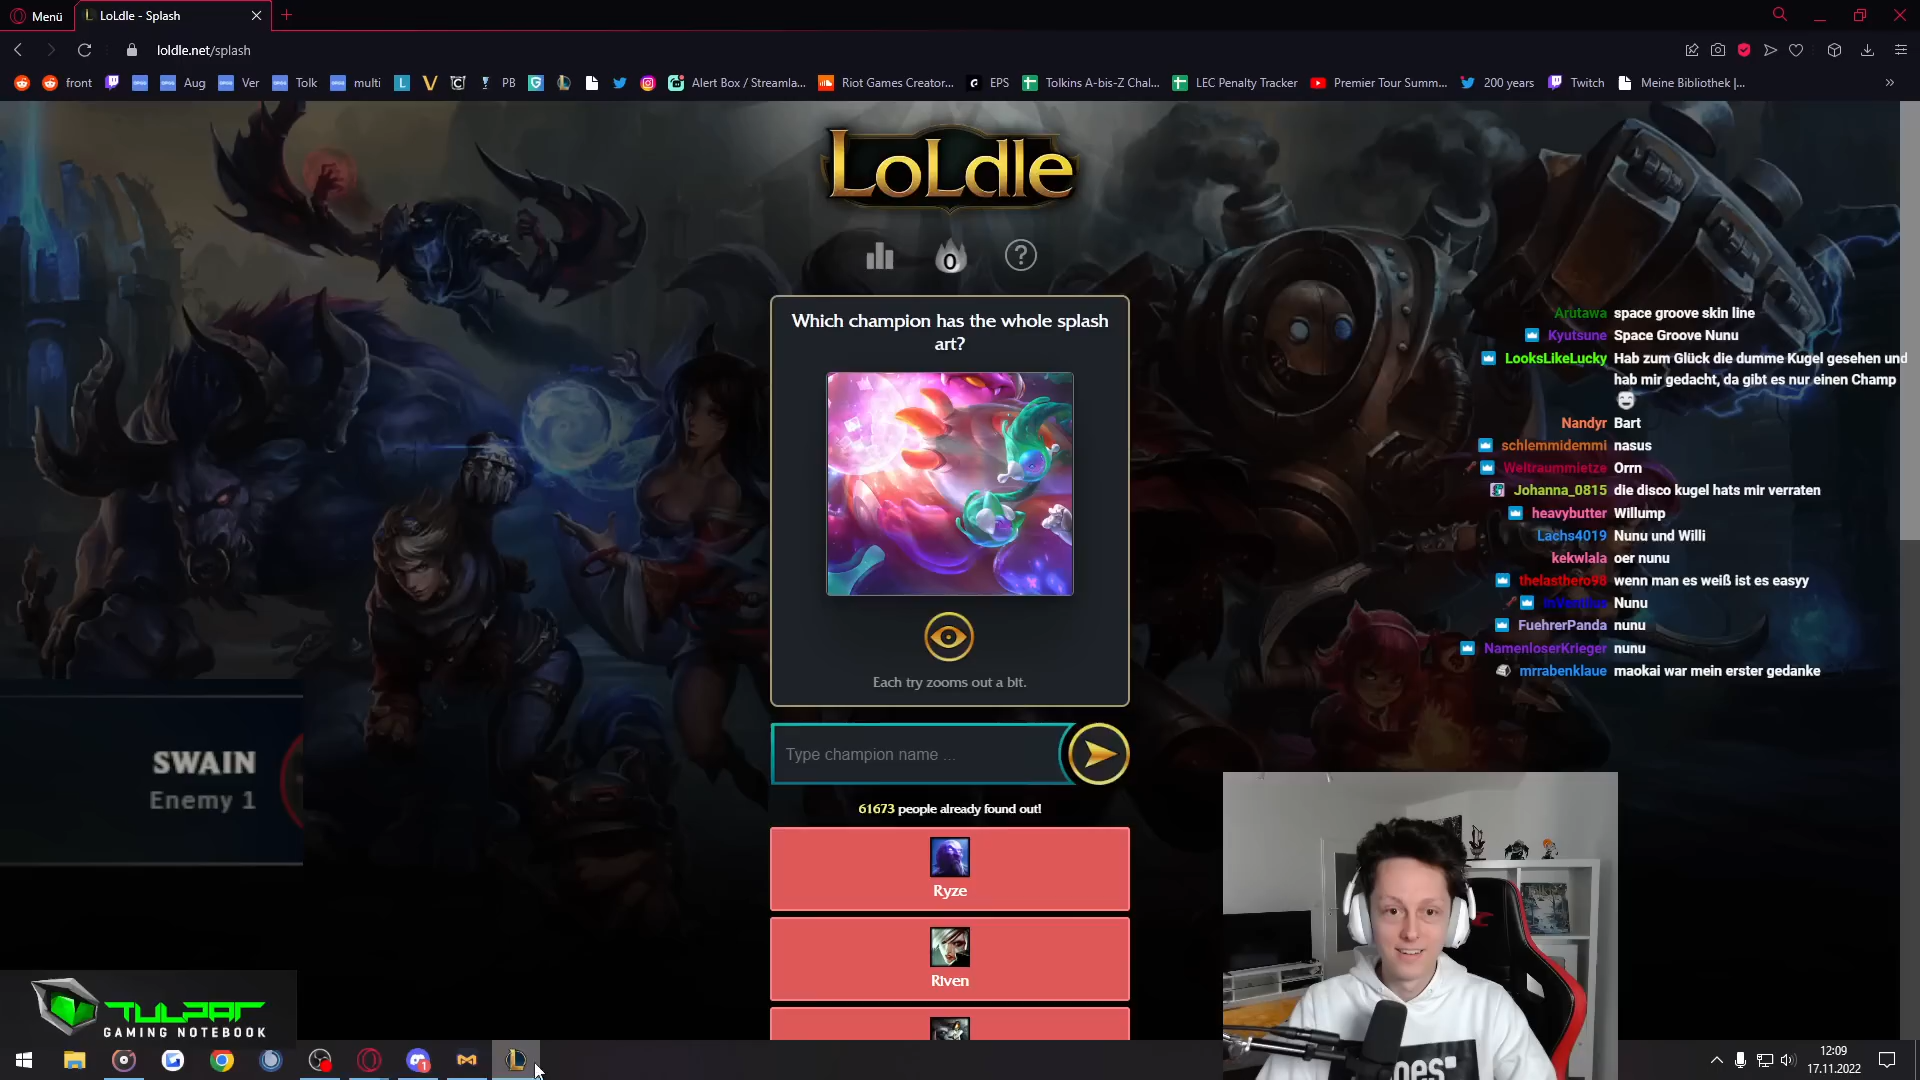 Menü
LoLdle - Splash
loldle.net/splash
front
Aug
Ver
Tolk
multi
PB
Alert Box / Streamla...
Riot Games Creator...
EPS
Tolkins A-bis-Z Chal...
LEC Penalty Tracker
Premier Tour Summ...
200 years
Twitch
Meine Bibliothek |...
LoLdle
0
?
Which champion has the whole splash
art?
Each try zooms out a bit.
Type champion name ...
61673 people already found out!
Ryze
Riven
SWAIN
Enemy 1
TULPAR
GAMING NOTEBOOK
Arutawa space groove skin line
Kyutsune Space Groove Nunu
LooksLikeLucky Hab zum Glück die dumme Kugel gesehen und
hab mir gedacht, da gibt es nur einen Champ
Nandyr Bart
schlemmidemmi nasus
Weltraummietze Orrn
Johanna_0815 die disco kugel hats mir verraten
heavybutter Willump
Lachs4019 Nunu und Willi
kekwlala oer nunu
thelasthero98 wenn man es weiß ist es easyy
Nunu
FuehrerPanda nunu
NamenloserKrieger nunu
mrrabenklaue maokai war mein erster gedanke
1
12:09
17.11.2022